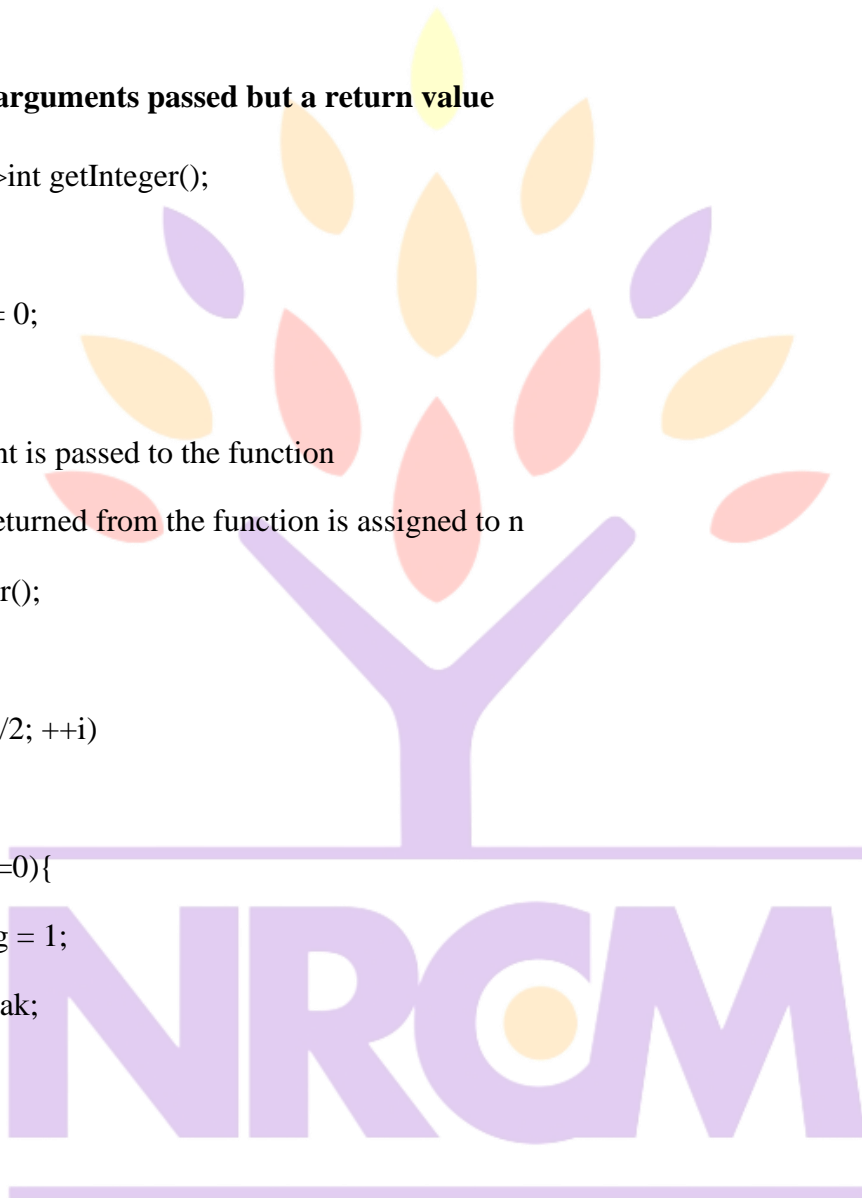 arguments passed but a return value
>int getInteger();
= 0;
nt is passed to the function
eturned from the function is assigned to n
r();
/2; ++i)
=0){
g = 1;
ak;
NRCM